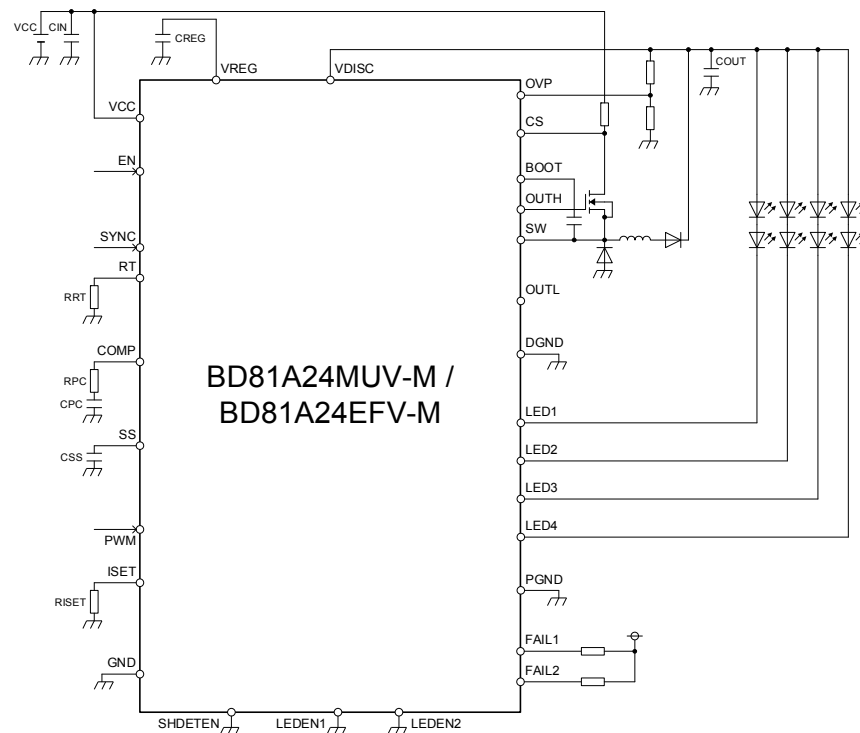 VCC CIN
CREG
VREG
VDISC
COUT
OVP
CS
VCC
EN
BOOT
OUTH
SYNC
SW
RT
RRT
OUTL
COMP
DGND
RPC
CPC
BD81A24MUV-M /
BD81A24EFV-M
LED1
SS
CSS
LED2
LED3
LED4
PWM
ISET
RISET
PGND
FAIL1
GND
FAIL2
SHDETEN
LEDEN1
LEDEN2